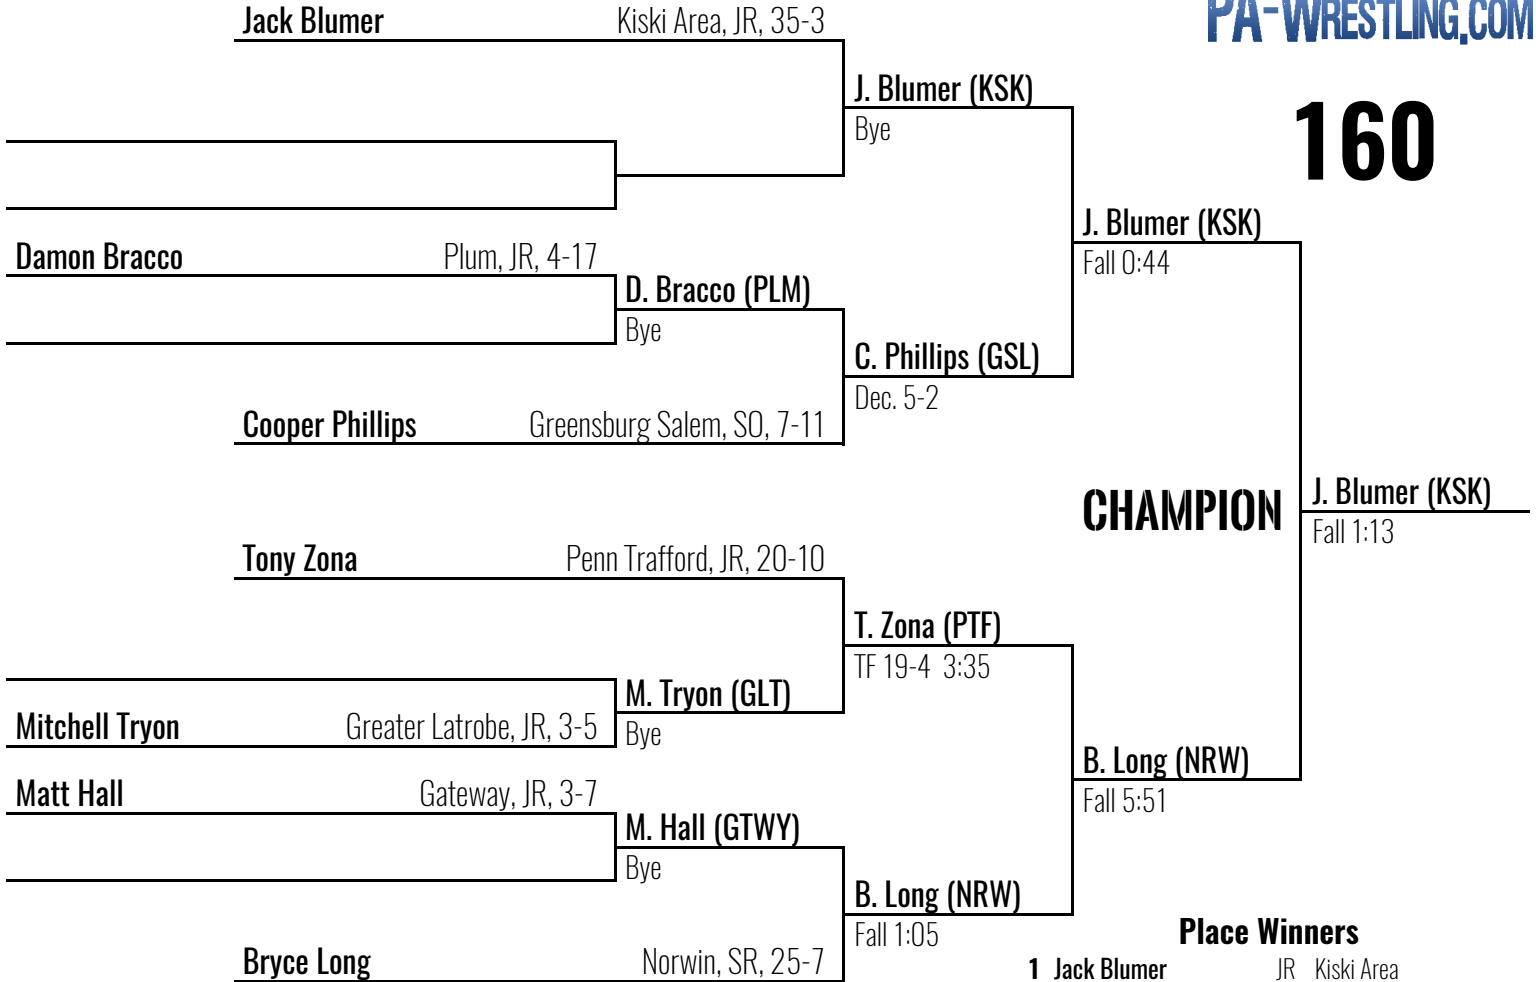 PA-WRESTLING.COM
160
Jack Blumer Kiski Area, JR, 35-3
J. Blumer (KSK)
Bye
J. Blumer (KSK)
Fall 0:44
Damon Bracco Plum, JR, 4-17
D. Bracco (PLM)
Bye
C. Phillips (GSL)
Dec. 5-2
Cooper Phillips Greensburg Salem, SO, 7-11
CHAMPION
J. Blumer (KSK)
Fall 1:13
Tony Zona Penn Trafford, JR, 20-10
T. Zona (PTF)
TF 19-4 3:35
M. Tryon (GLT)
Bye
Mitchell Tryon Greater Latrobe, JR, 3-5
B. Long (NRW)
Fall 5:51
Matt Hall Gateway, JR, 3-7
M. Hall (GTWY)
Bye
B. Long (NRW)
Fall 1:05
Bryce Long Norwin, SR, 25-7
Place Winners
1 Jack Blumer JR Kiski Area